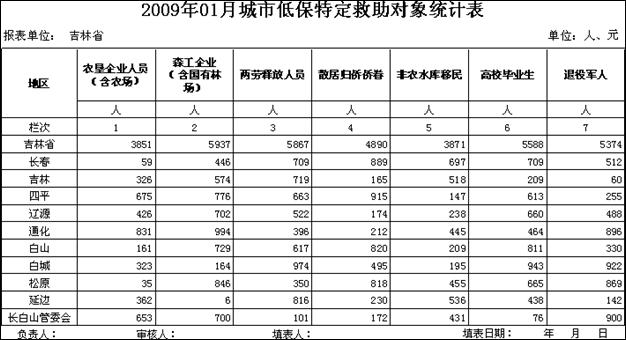 2009年01月城市低保特定救助对象统计表
报表单位: 吉林省 单位: 人、元
地区 农垦企业人员(含农场) 森工企业(含国有林场) 两劳释放人员 散居归侨侨眷 非农水库移民 高校毕业生 退役军人
人 人 人 人 人 人 人
栏次 1 2 3 4 5 6 7
吉林省 3851 5937 5867 4890 3871 5588 5374
长春 59 446 709 889 697 709 512
吉林 326 574 719 165 518 209 60
四平 675 776 663 915 147 613 255
辽源 426 702 522 174 238 660 488
通化 831 994 396 212 445 464 896
白山 161 729 617 820 209 811 330
白城 323 164 974 495 195 943 922
松原 35 846 350 818 455 665 869
延边 362 6 816 230 536 438 142
长白山管委会 653 700 101 172 431 76 900
负责人: 审核人: 填表人: 填表日期: 年 月 日